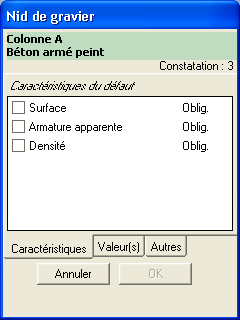 Nid de gravier
Colonne A
Béton armé peint
Constatation : 3
Caractéristiques du défaut
Surface Oblig.
Armature apparente Oblig.
Densité Oblig.
Caractéristiques Valeur(s) Autres
Annuler OK